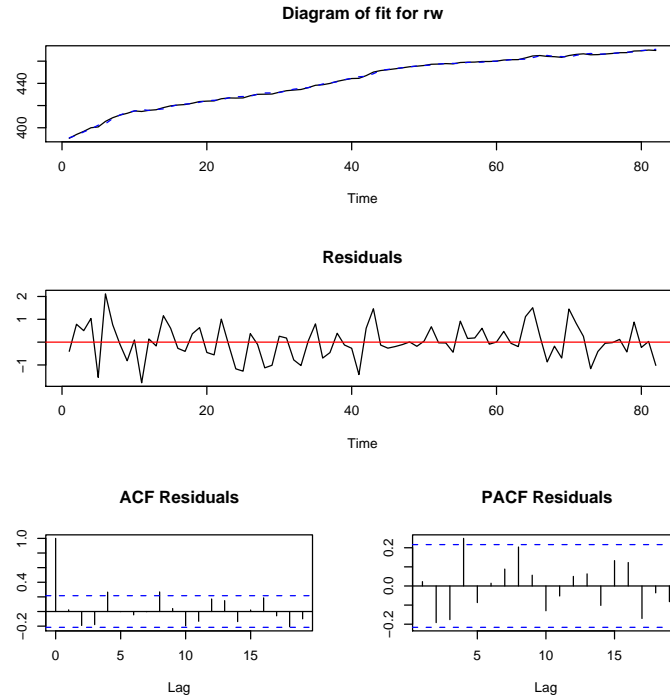 Diagram of fit for rw
440
400
0 20 40 60 80
Time
Residuals
2
1
-1
0 20 40 60 80
Time
ACF Residuals
1.0
0.4
-0.2
0 5 10 15
Lag
PACF Residuals
0.2
0.0
-0.2
5 10 15
Lag